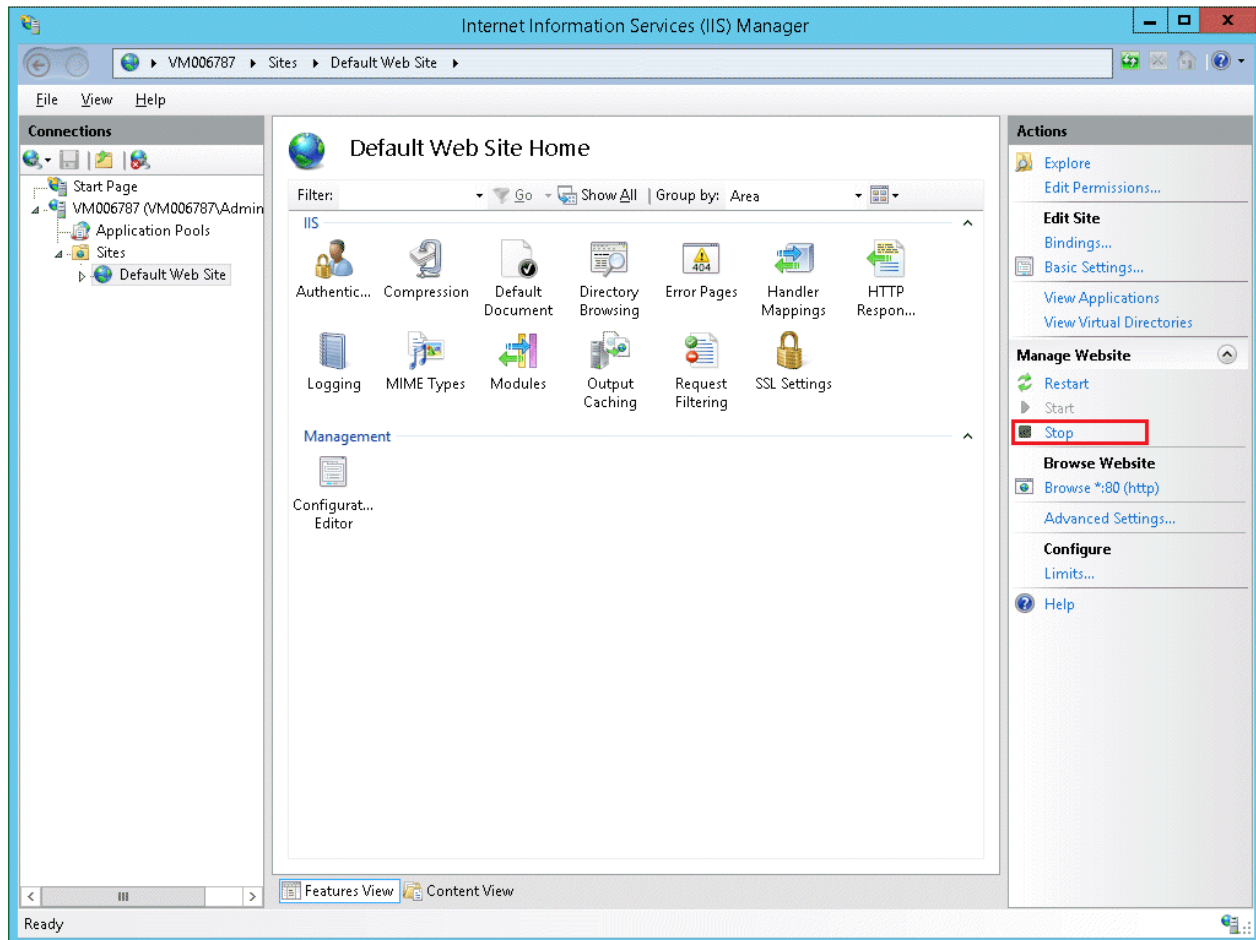 Internet Information Services (IIS) Manager
VM006787 Sites Default Web Site
File View Help
Connections
Start Page
VM006787 (VM006787\Admin
Application Pools
Sites
Default Web Site
Default Web Site Home
Filter: Go Show All Group by: Area
IIS
Authentic... Compression Default Document Directory Browsing Error Pages Handler Mappings HTTP Respon...
404
Logging MIME Types Modules Output Caching Request Filtering SSL Settings
Management
Configurat...
Editor
Features View Content View
Actions
Explore
Edit Permissions...
Edit Site
Bindings...
Basic Settings...
View Applications
View Virtual Directories
Manage Website
Restart
Start
Stop
Browse Website
Browse *:80 (http)
Advanced Settings...
Configure
Limits...
Help
Ready